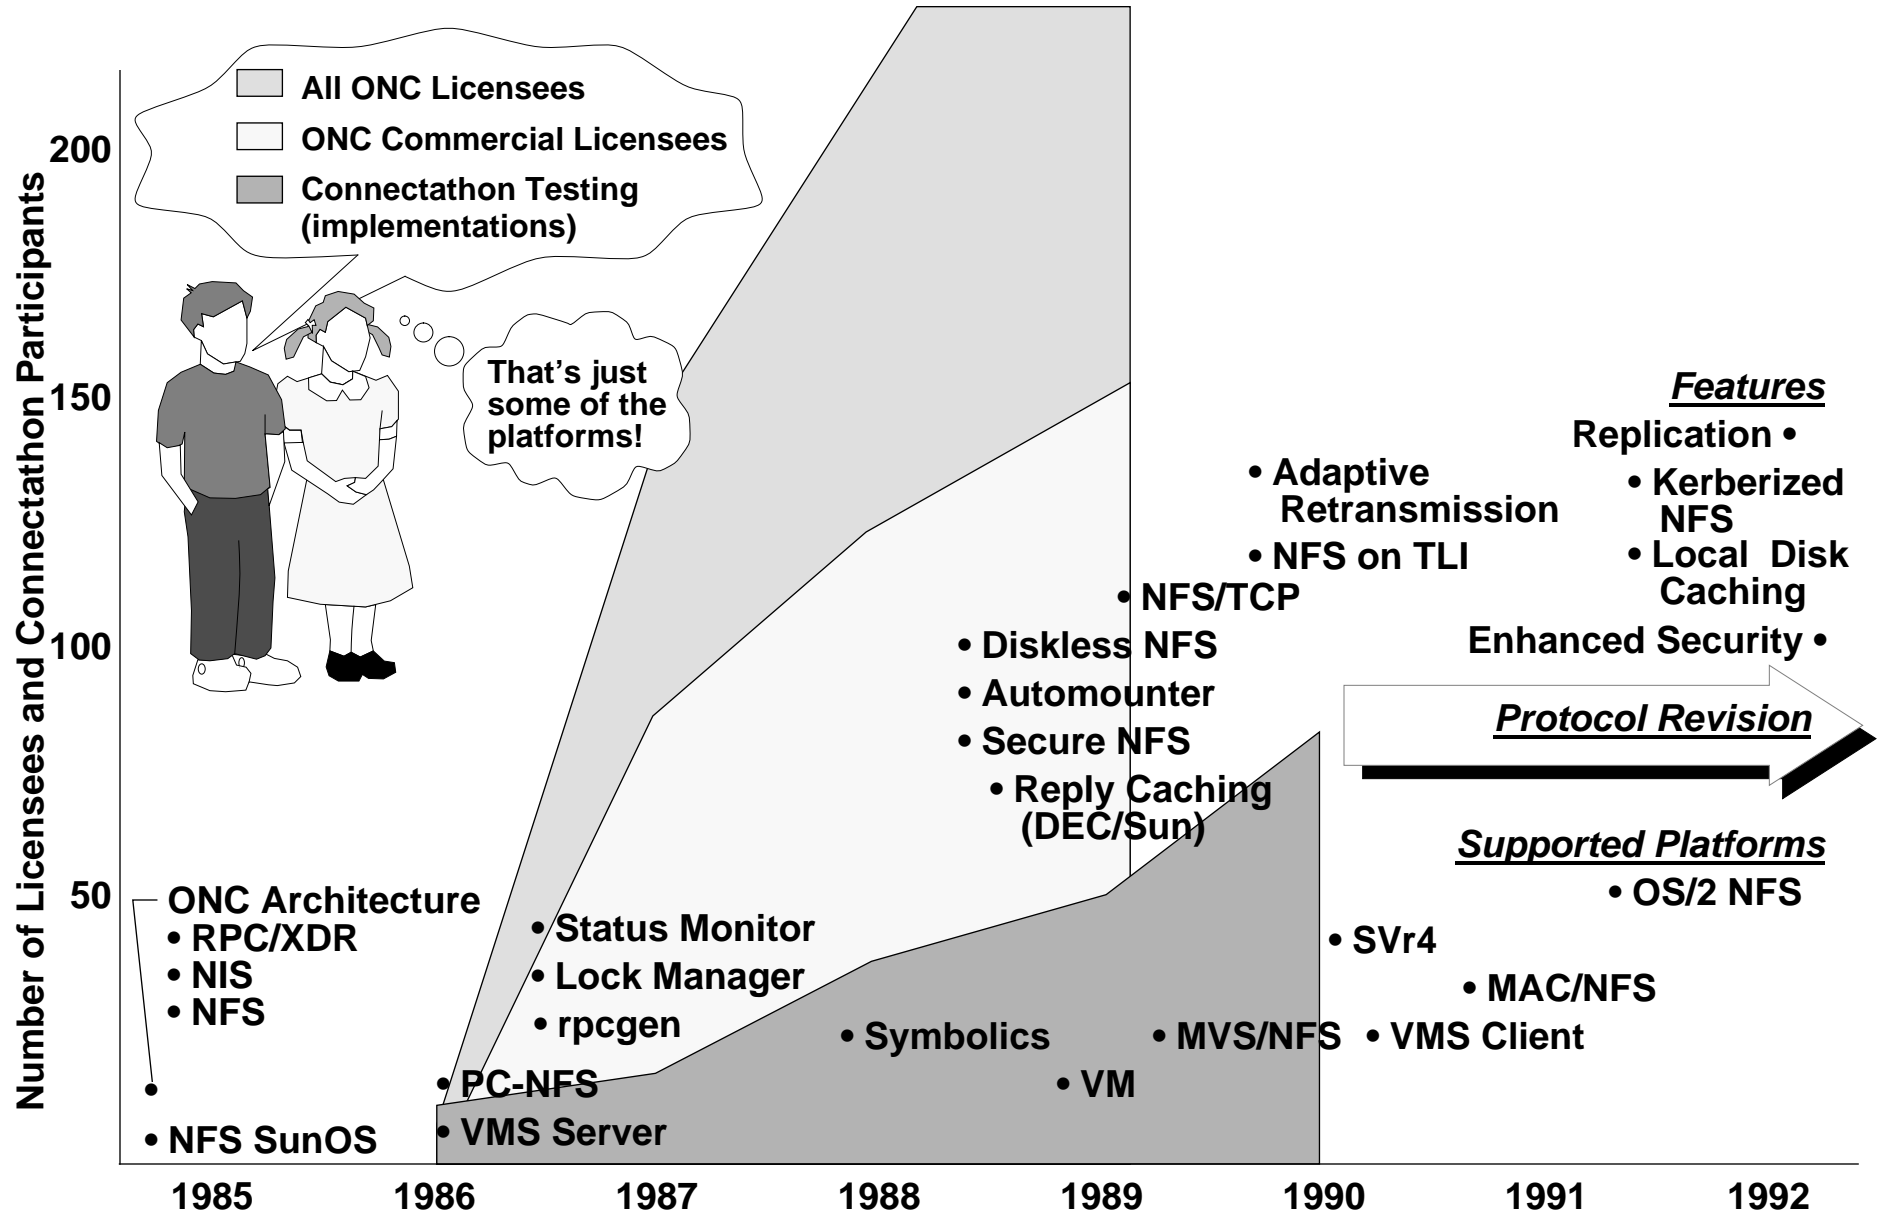 All ONC Licensees
ONC Commercial Licensees
Connectathon Testing
(implementations)
That's just
some of the
platforms!
Number of Licensees and Connectathon Participants
200
150
100
50
ONC Architecture
• RPC/XDR
• NIS
• NFS
• NFS SunOS
• Status Monitor
• Lock Manager
• rpcgen
• PC-NFS
• VMS Server
• Diskless NFS
• Automounter
• Secure NFS
• Reply Caching
(DEC/Sun)
• NFS/TCP
• Adaptive
Retransmission
• NFS on TLI
Features
Replication •
• Kerberized
NFS
• Local Disk
Caching
Enhanced Security •
Protocol Revision
Supported Platforms
• OS/2 NFS
• SVr4
• MAC/NFS
• Symbolics
• MVS/NFS
• VMS Client
• VM
1985
1986
1987
1988
1989
1990
1991
1992